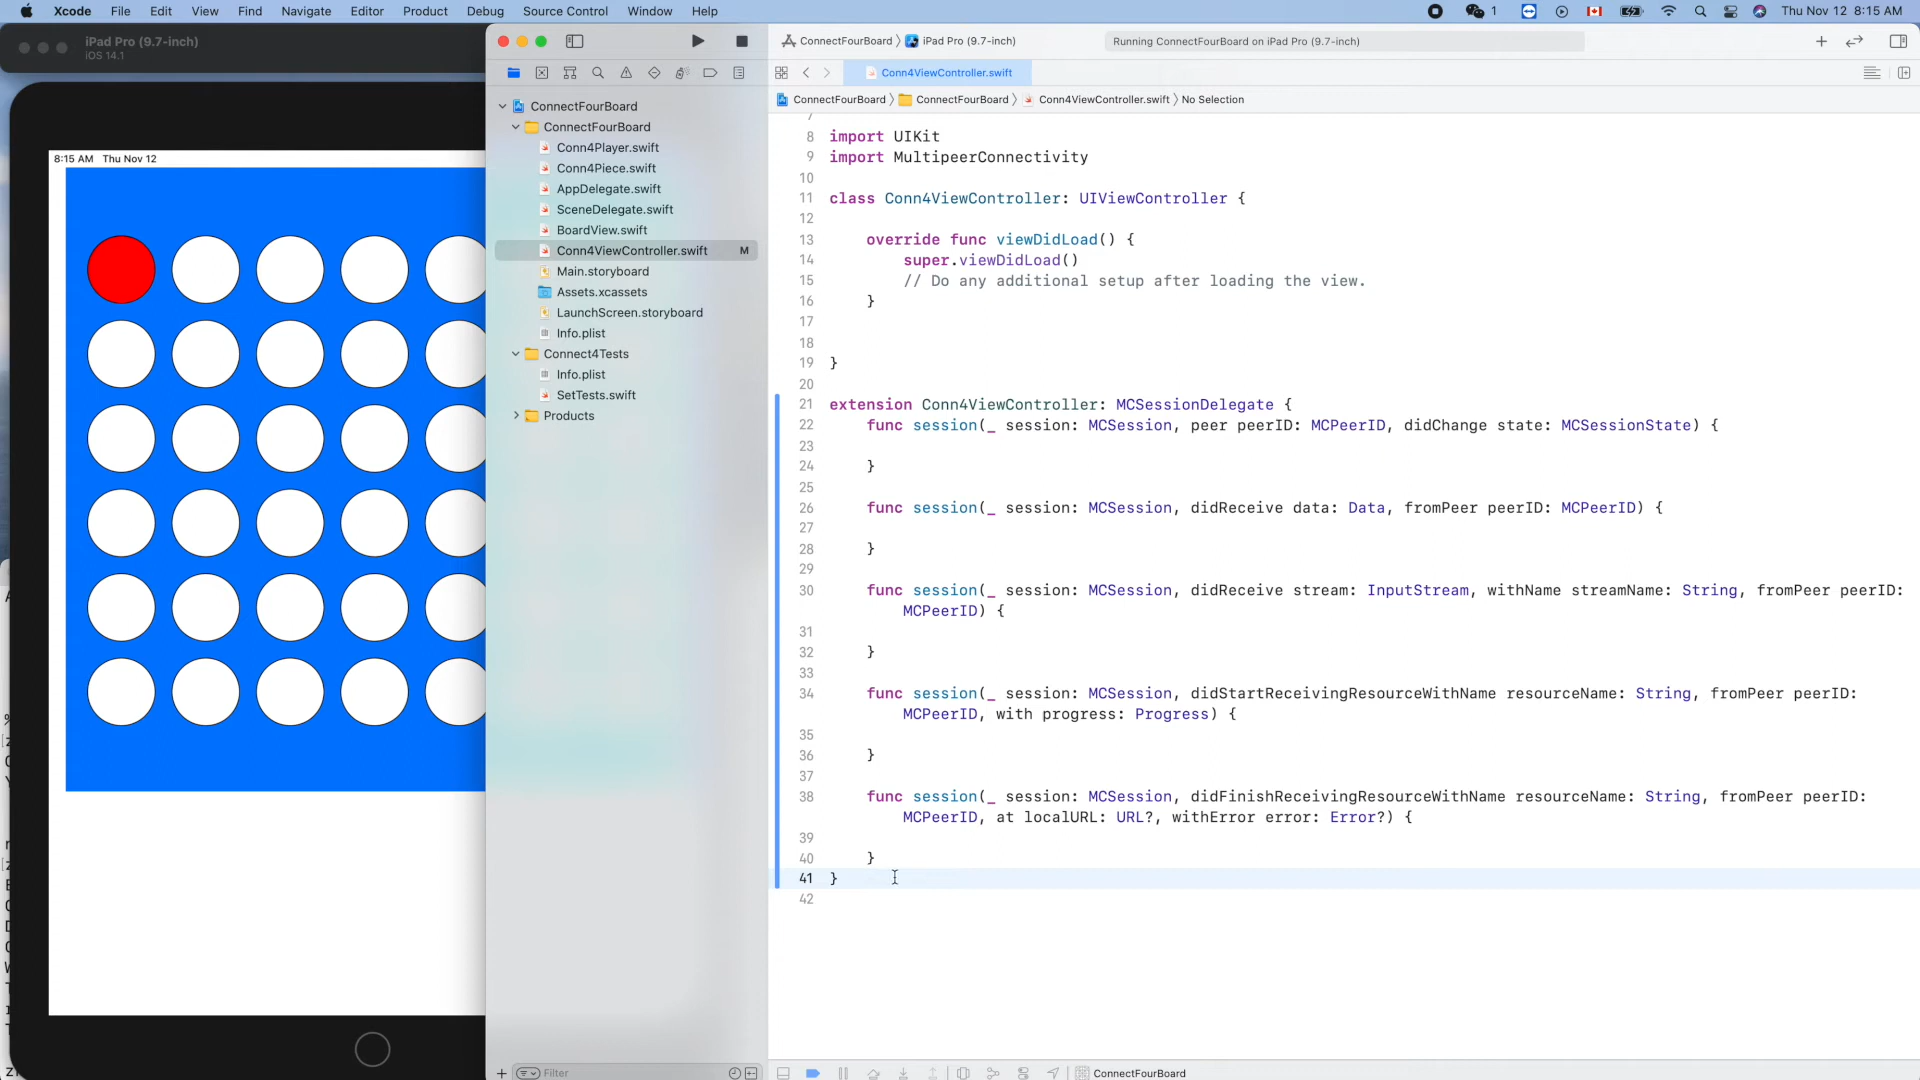 Xcode File Edit View Find Navigate Editor Product Debug Source Control Window Help
1
Thu Nov 12 8:15 AM
iPad Pro (9.7-inch)
iOS 14.1
8:15 AM Thu Nov 12
ConnectFourBoard
ConnectFourBoard
Conn4Player.swift
Conn4Piece.swift
AppDelegate.swift
SceneDelegate.swift
BoardView.swift
Conn4ViewController.swift M
Main.storyboard
Assets.xcassets
LaunchScreen.storyboard
Info.plist
Connect4Tests
Info.plist
SetTests.swift
Products
Filter
ConnectFourBoard iPad Pro (9.7-inch)
Running ConnectFourBoard on iPad Pro (9.7-inch)
Conn4ViewController.swift
ConnectFourBoard ConnectFourBoard Conn4ViewController.swift No Selection
7
8 import UIKit
9 import MultipeerConnectivity
10
11 class Conn4ViewController: UIViewController {
12
13 override func viewDidLoad() {
14 super.viewDidLoad()
15 // Do any additional setup after loading the view.
16 }
17
18
19 }
20
21 extension Conn4ViewController: MCSessionDelegate {
22 func session(_ session: MCSession, peer peerID: MCPeerID, didChange state: MCSessionState) {
23
24 }
25
26 func session(_ session: MCSession, didReceive data: Data, fromPeer peerID: MCPeerID) {
27
28 }
29
30 func session(_ session: MCSession, didReceive stream: InputStream, withName streamName: String, fromPeer peerID:
MCPeerID) {
31
32 }
33
34 func session(_ session: MCSession, didStartReceivingResourceWithName resourceName: String, fromPeer peerID:
MCPeerID, with progress: Progress) {
35
36 }
37
38 func session(_ session: MCSession, didFinishReceivingResourceWithName resourceName: String, fromPeer peerID:
MCPeerID, at localURL: URL?, withError error: Error?) {
39
40 }
41 }
42
ConnectFourBoard